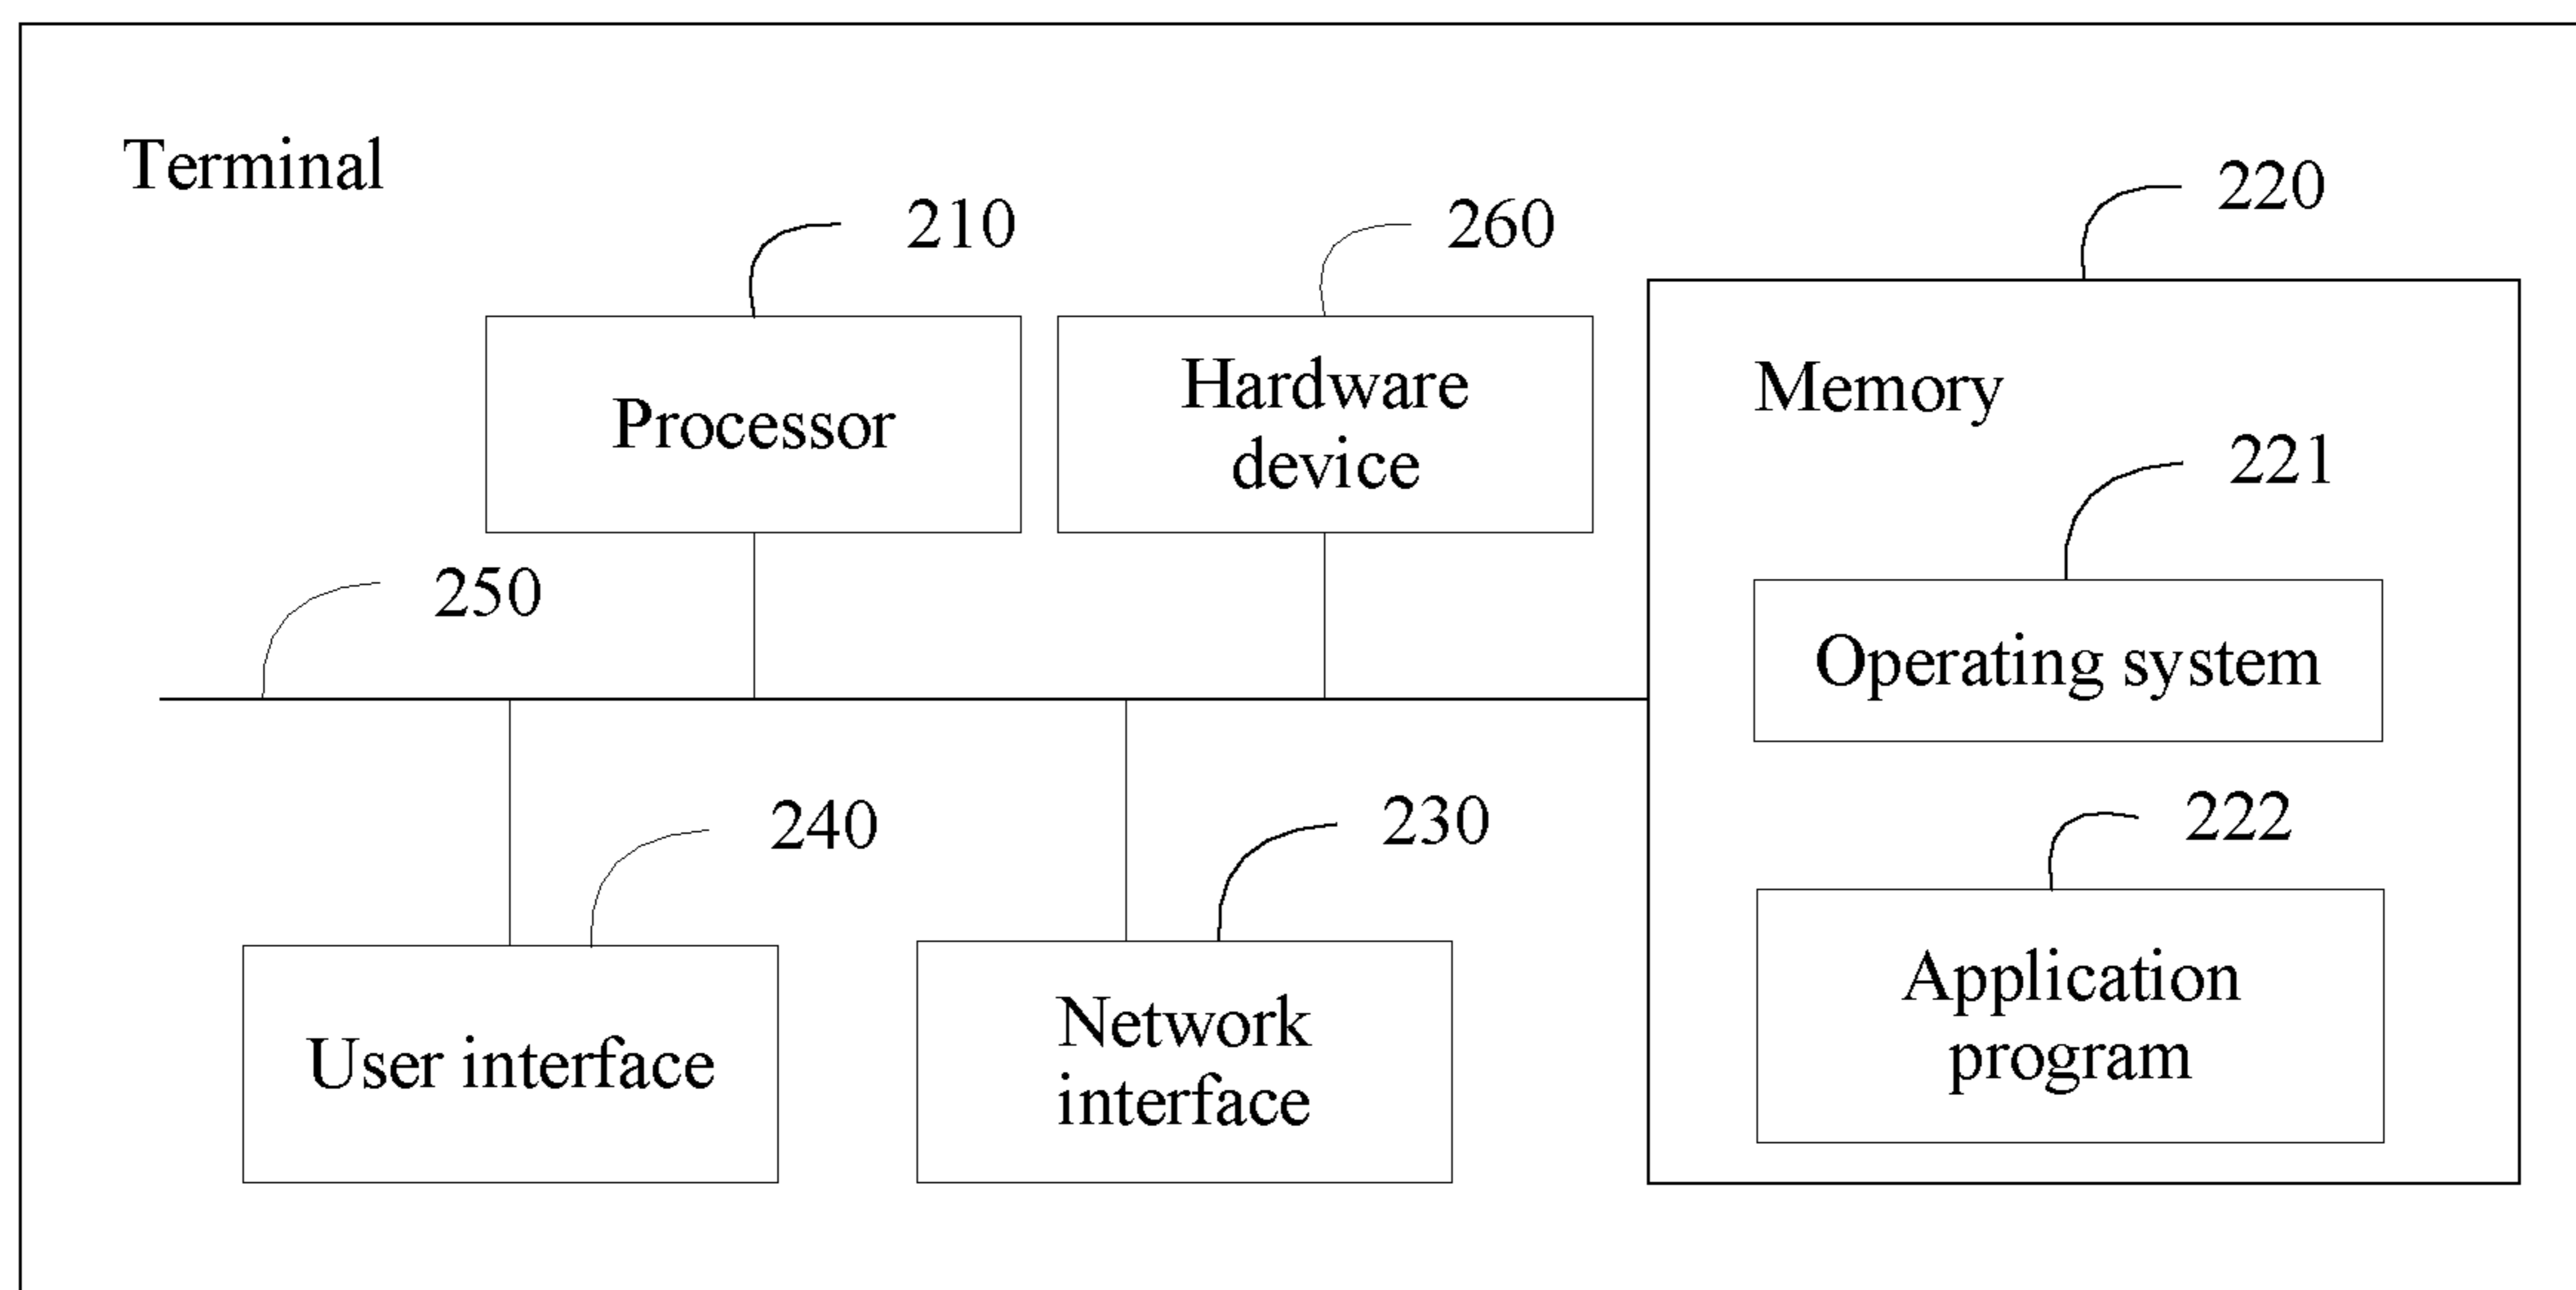 Terminal
210
260
220
Processor
Hardware
device
Memory
221
250
Operating system
240
230
222
User interface
Network
interface
Application
program